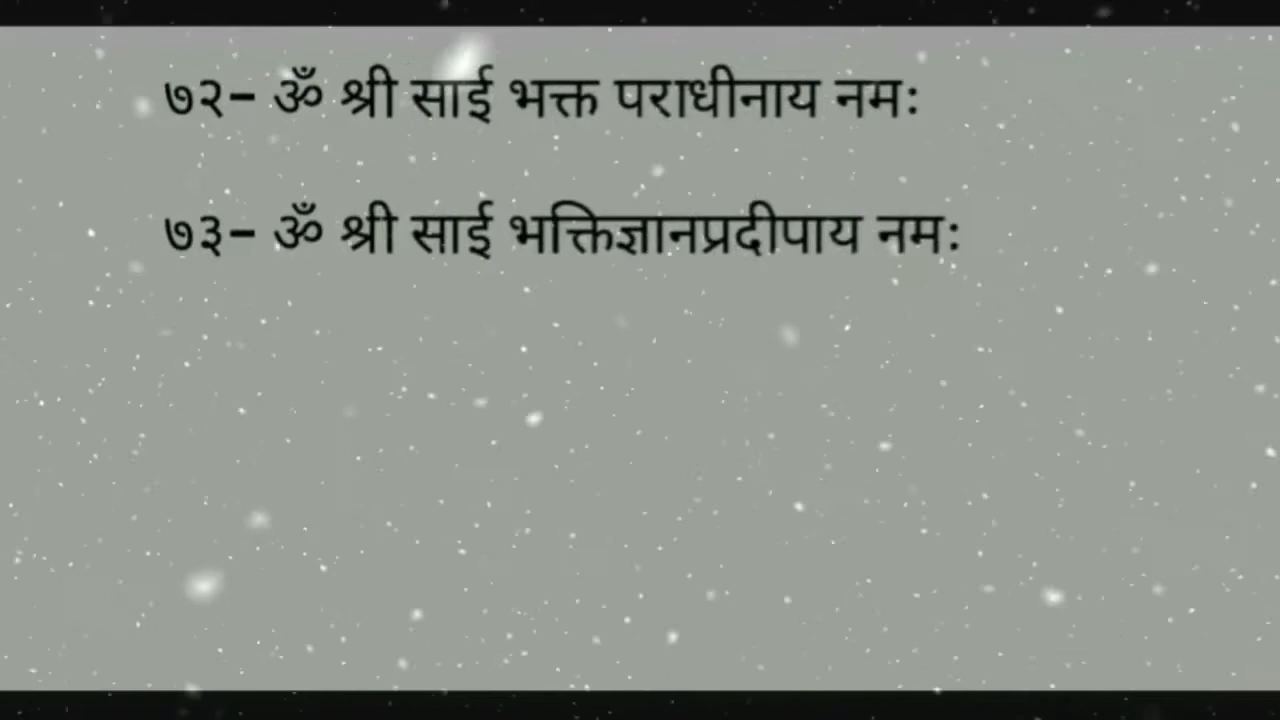 ७२- ॐ श्री साई भक्त पराधीनाय नमः
७३- ॐ श्री साई भक्तिज्ञानप्रदीपाय नमः